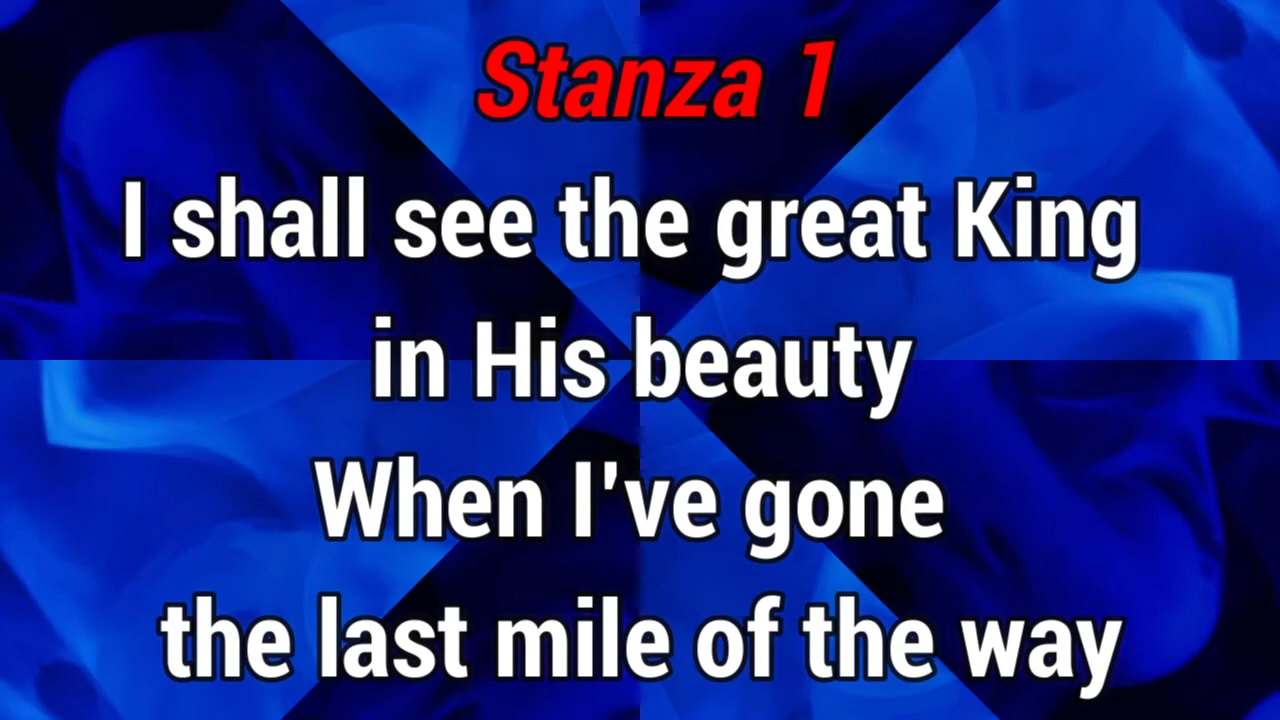 Stanza 1
I shall see the great King
in His beauty
When I've gone
the last mile of the way